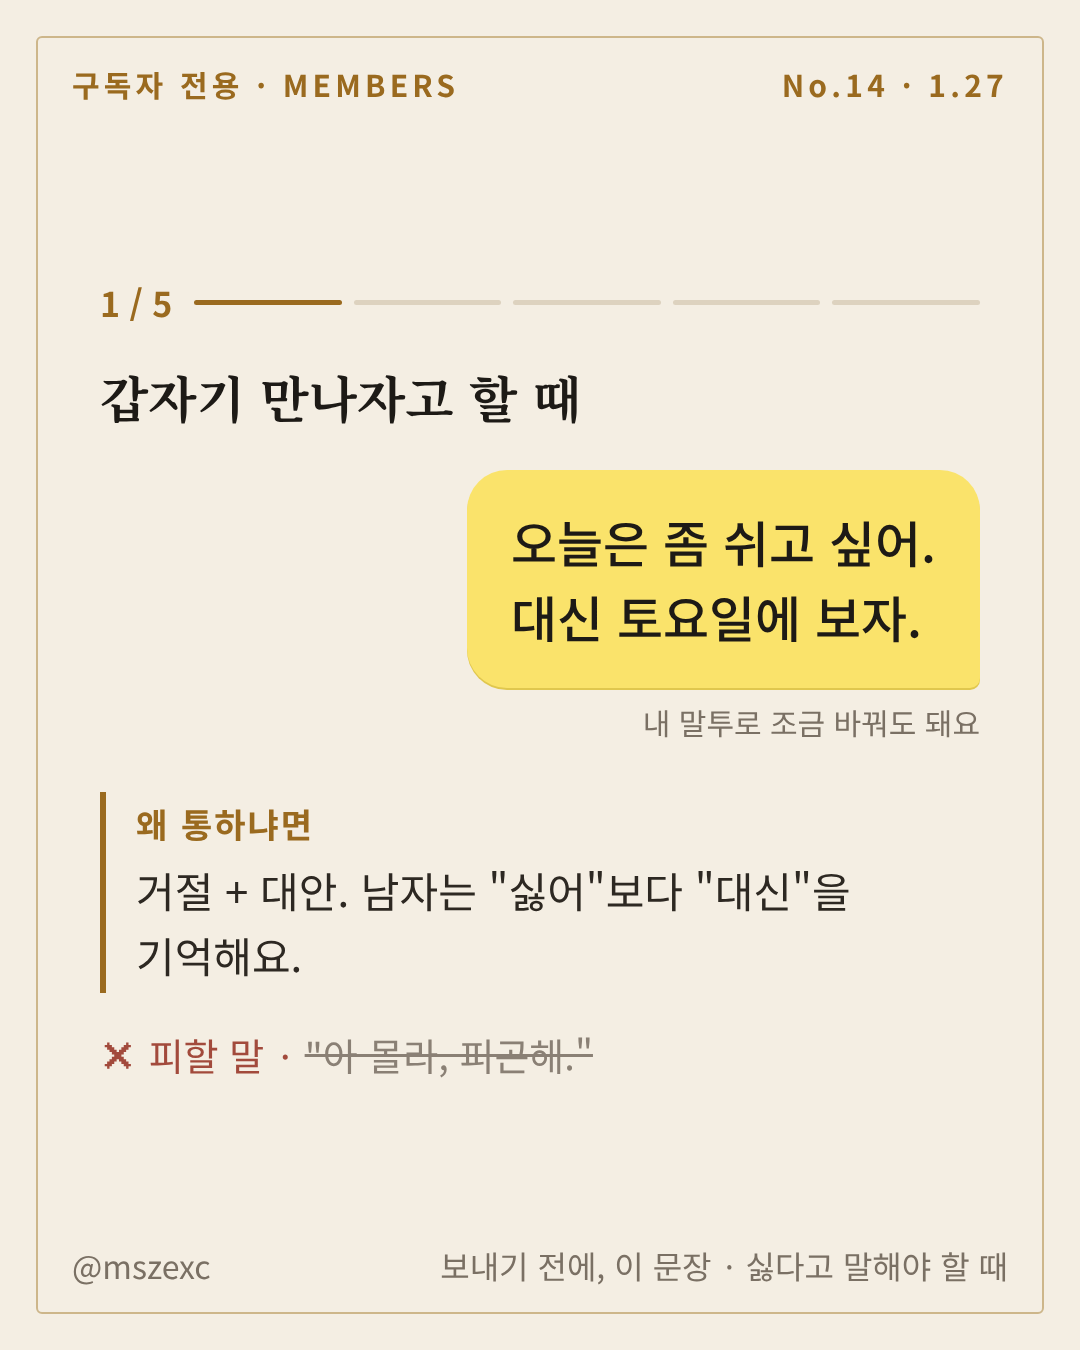 구독자 전용 · MEMBERS
No.14 · 1.27
1 / 5
갑자기 만나자고 할 때
오늘은 좀 쉬고 싶어.
대신 토요일에 보자.
내 말투로 조금 바꿔도 돼요
왜 통하냐면
거절 + 대안. 남자는 "싫어"보다 "대신"을
기억해요.
✕ 피할 말 · "아 몰라, 피곤해."
@mszexc
보내기 전에, 이 문장 · 싫다고 말해야 할 때